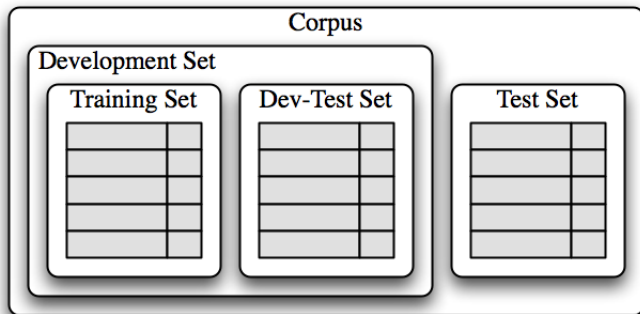 Corpus
Development Set
Training Set
Dev-Test Set
Test Set